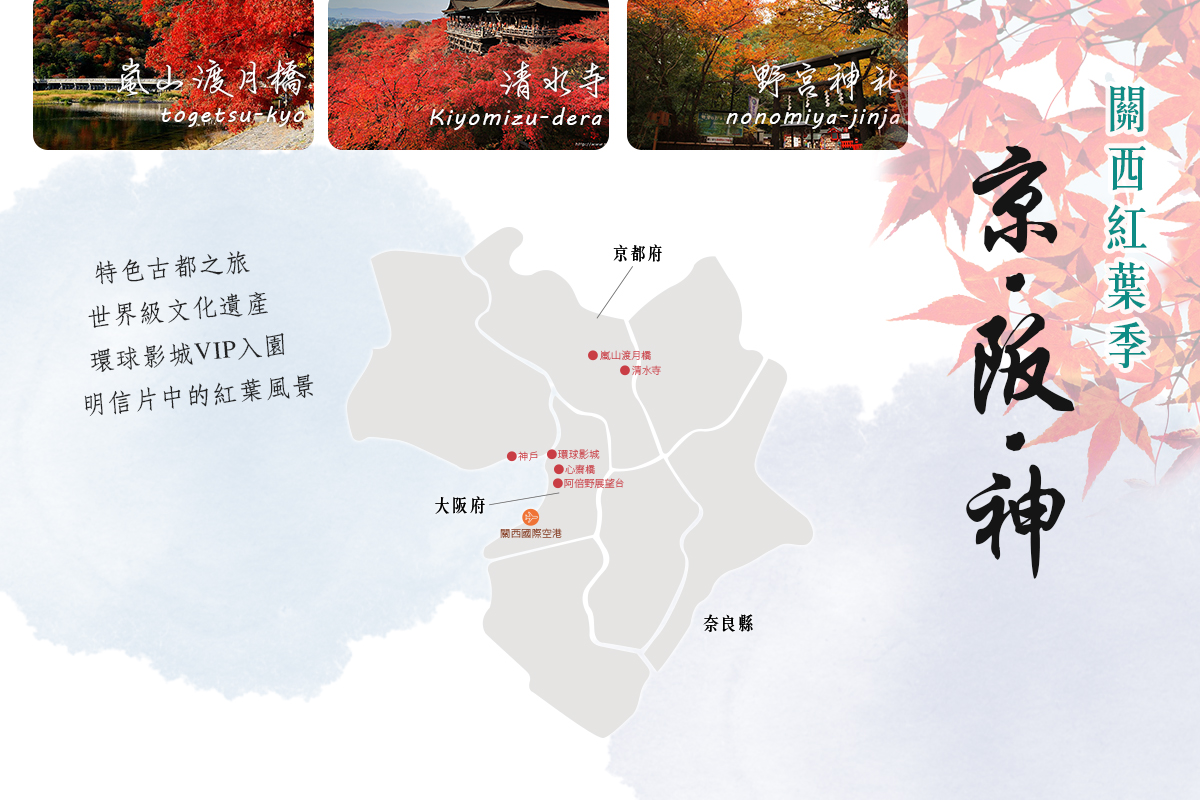 嵐山渡月橋
togetsu-kyo
清水寺
Kiyomizu-dera
野宮神社
nonomiya-jinja
關西紅葉季
京·阪·神
特色古都之旅
世界級文化遺產
環球影城VIP入園
明信片中的紅葉風景
京都府
嵐山渡月橋
清水寺
神戶
環球影城
心齋橋
阿倍野展望台
大阪府
關西國際空港
奈良縣